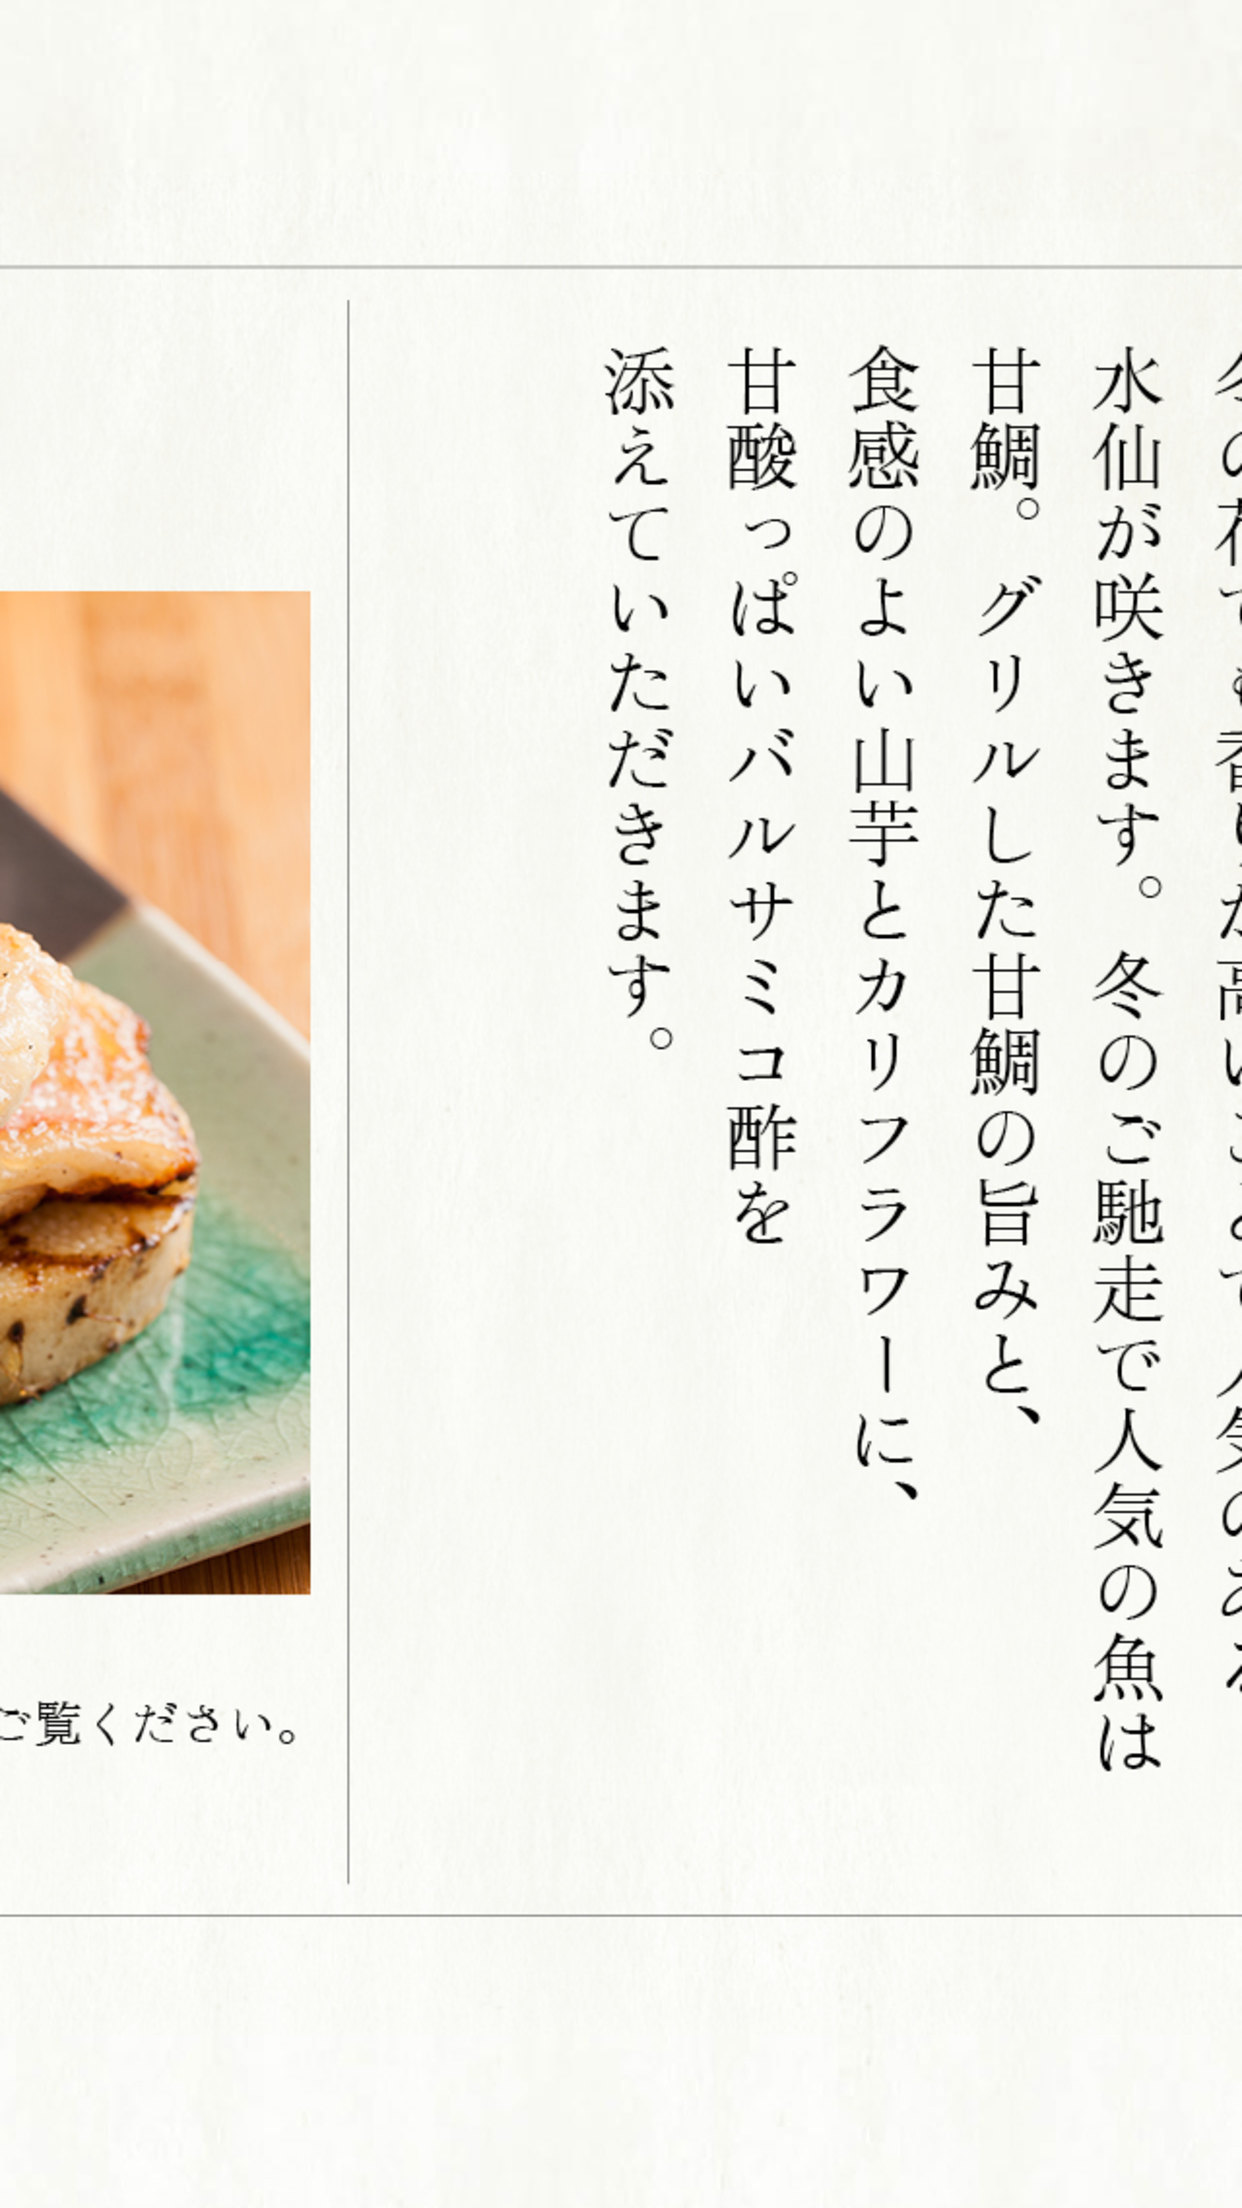 冬の花でも香りが高いことで人気のある
水仙が咲きます。冬のご馳走で人気の魚は
甘鯛。グリルした甘鯛の旨みと、
食感のよい山芋とカリフラワーに、
甘酸っぱいバルサミコ酢を
添えていただきます。
ご覧ください。